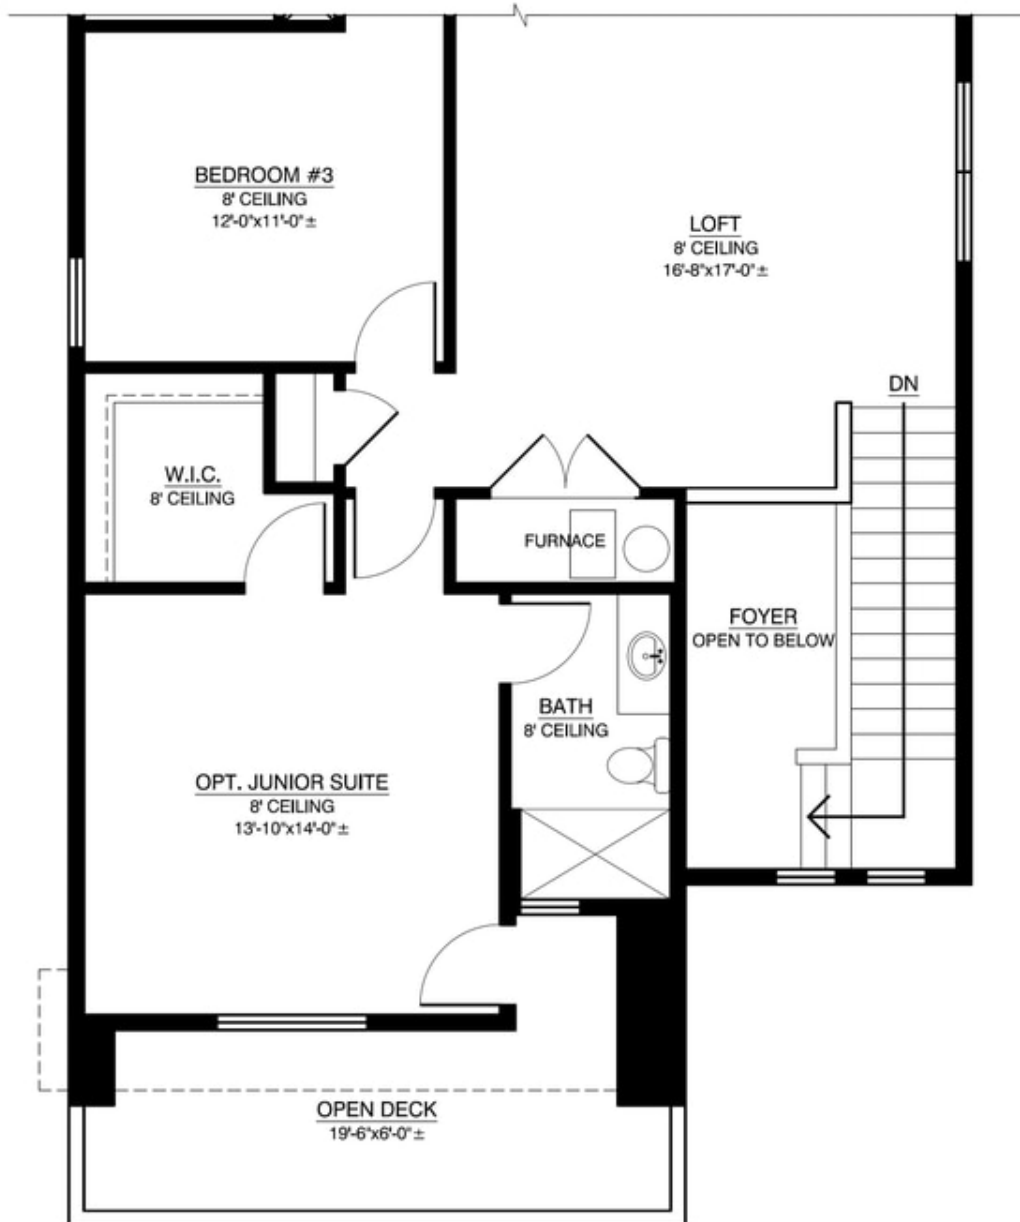 BEDROOM #3
8' CEILING
12'-0"x11'-0"±
LOFT
8' CEILING
16'-8"x17'-0"±
DN
W.I.C.
8' CEILING
FURNACE
FOYER
OPEN TO BELOW
BATH
8' CEILING
OPT. JUNIOR SUITE
8' CEILING
13'-10"x14'-0"±
OPEN DECK
19'-6"x6'-0"±